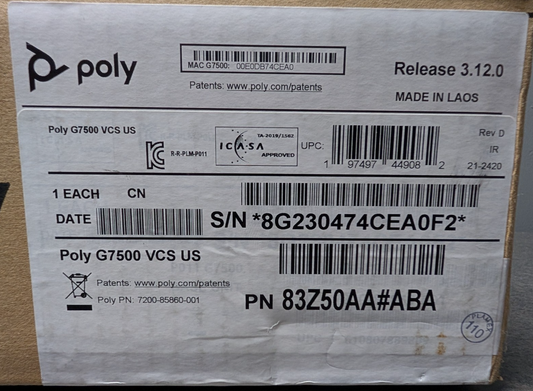 poly
MAC G7500: 00E0DB74CEA0
Patents: www.poly.com/patents
Release 3.12.0
MADE IN LAOS
Poly G7500 VCS US
R-R-PLM-P011
TA-2019/1582
ICASA
APPROVED
UPC:
1 97497 44908 2
Rev D
IR
21-2420
1 EACH CN
DATE
S/N *8G230474CEA0F2*
Poly G7500 VCS US
Patents: www.poly.com/patents
Poly PN: 7200-85860-001
PN 83Z50AA#ABA
110